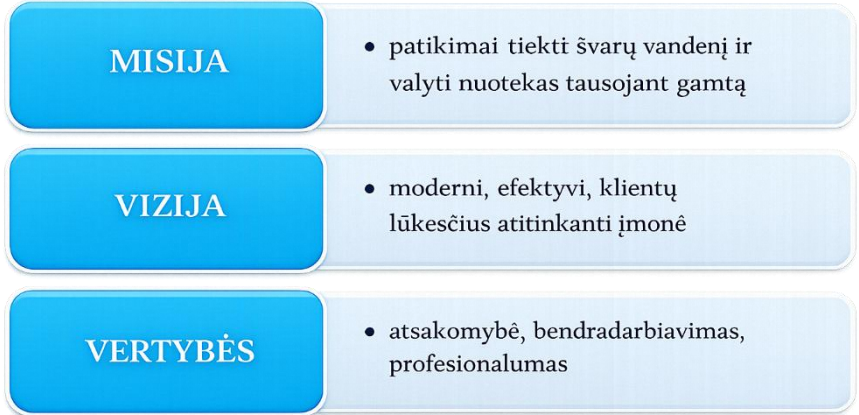 MISIJA
• patikimai tiekti švarų vandenį ir
valyti nuotekas tausojant gamtą
VIZIJA
• moderni, efektyvi, klientų
lūkesčius atitinkanti įmonê
VERTYBĖS
• atsakomybê, bendradarbiavimas,
profesionalumas